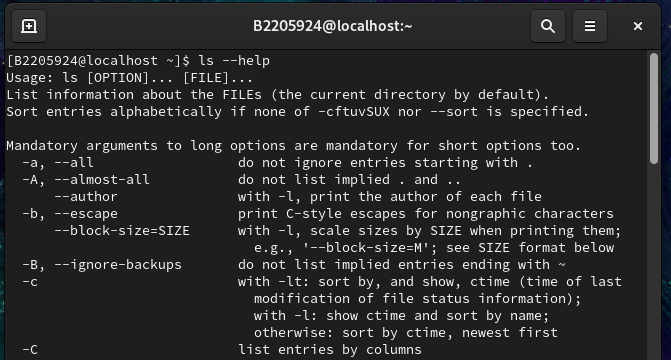 B2205924@localhost:~
[B2205924@localhost ~]$ ls --help
Usage: ls [OPTION]... [FILE]...
List information about the FILEs (the current directory by default).
Sort entries alphabetically if none of -cftuvSUX nor --sort is specified.

Mandatory arguments to long options are mandatory for short options too.
  -a, --all                  do not ignore entries starting with .
  -A, --almost-all           do not list implied . and ..
      --author               with -l, print the author of each file
  -b, --escape               print C-style escapes for nongraphic characters
      --block-size=SIZE      with -l, scale sizes by SIZE when printing them;
                               e.g., '--block-size=M'; see SIZE format below
  -B, --ignore-backups       do not list implied entries ending with ~
  -c                         with -lt: sort by, and show, ctime (time of last
                               modification of file status information);
                               with -l: show ctime and sort by name;
                               otherwise: sort by ctime, newest first
  -C                         list entries by columns